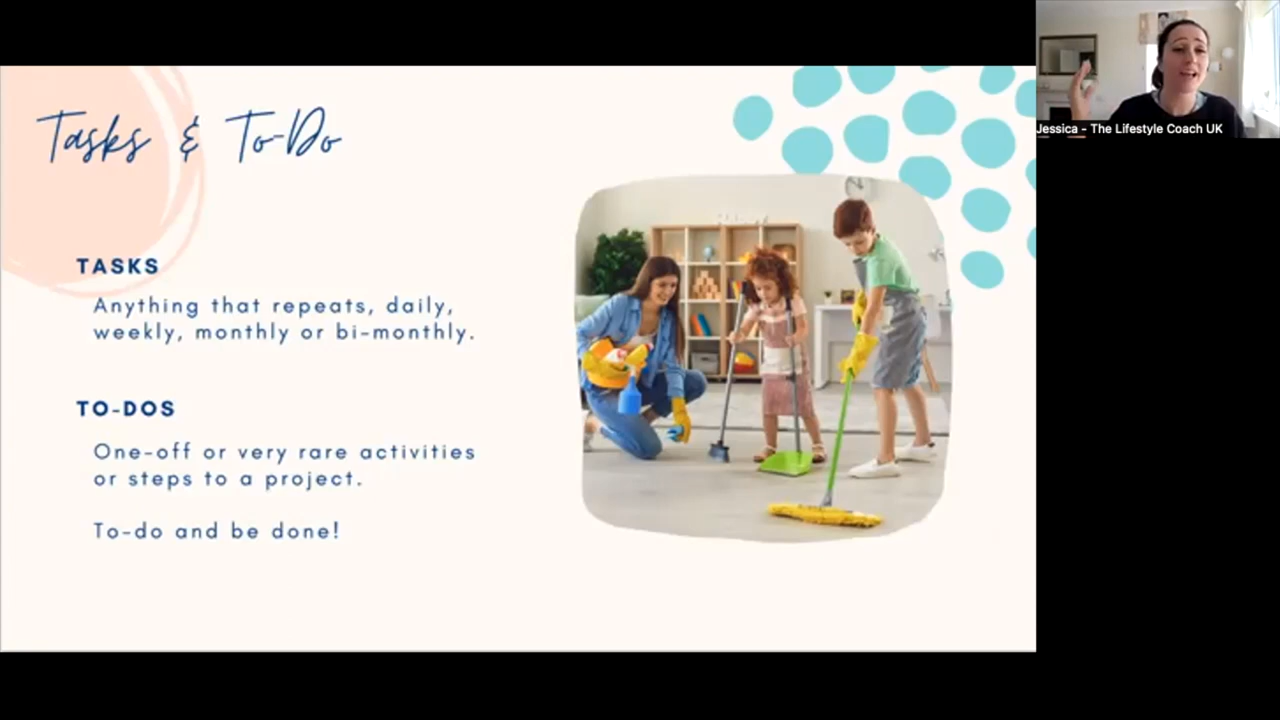 Tasks & To-Do
TASKS
Anything that repeats, daily,
weekly, monthly or bi-monthly.
TO-DOS
One-off or very rare activities
or steps to a project.
To-do and be done!
Jessica - The Lifestyle Coach UK